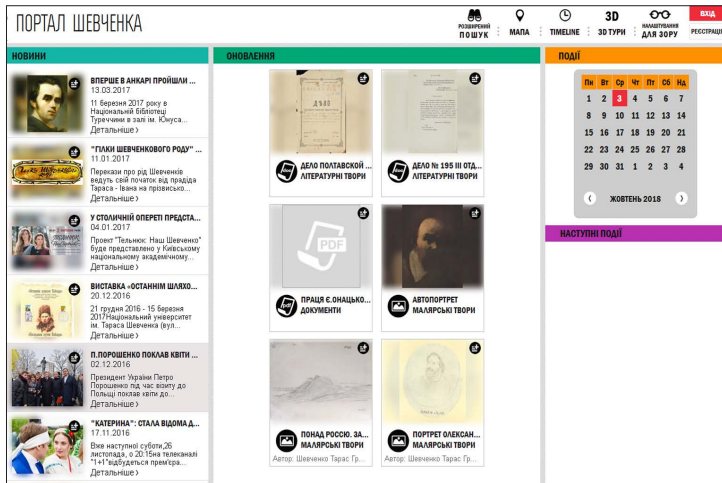 ПОРТАЛ ШЕВЧЕНКА
РОЗШИРЕНИЙ
ПОШУК
МАПА
TIMELINE
3D
3D ТУРИ
НАЛАШТУВАННЯ
ДЛЯ ЗОРУ
ВХІД
РЕЄСТРАЦІЯ
НОВИНИ
ВПЕРШЕ В АНКАРІ ПРОЙШЛИ ...
13.03.2017
11 березня 2017 року в
Національній бібліотеці
Туреччини в залі ім. Юнуса...
Детальніше
"ГІЛКИ ШЕВЧЕНКОВОГО РОДУ" ...
11.01.2017
Перекази про рід Шевченків
ведуть свій початок від прадіда
Тараса - Івана на прізвисько...
Детальніше
У СТОЛИЧНІЙ ОПЕРЕТІ ПРЕДСТА...
04.01.2017
Проект "Тельнюк: Наш Шевченко"
буде представлено у Київському
національному академічному...
Детальніше
ВИСТАВКА «ОСТАННІМ ШЛЯХО...
20.12.2016
21 грудня 2016 - 15 березня
2017Національний університет
ім. Тараса Шевченка (вул...
Детальніше
П.ПОРОШЕНКО ПОКЛАВ КВІТИ ...
02.12.2016
Президент України Петро
Порошенко під час візиту до
Польщі поклав квіти до...
Детальніше
"КАТЕРИНА": СТАЛА ВІДОМА Д...
17.11.2016
Вже наступної суботи,26
листопада, о 20:15на телеканалі
"1+1"відбудеться прем'єра...
Детальніше
ОНОВЛЕННЯ
ДѢЛО
ДЕЛО ПОЛТАВСКОЙ ...
ЛІТЕРАТУРНІ ТВОРИ
ДЕЛО № 195 III ОТД...
ЛІТЕРАТУРНІ ТВОРИ
PDF
pdf
ПРАЦЯ Є.ОНАЦЬКО...
ДОКУМЕНТИ
АВТОПОРТРЕТ
МАЛЯРСЬКІ ТВОРИ
ПОНАД РОССІЮ. ЗА...
МАЛЯРСЬКІ ТВОРИ
Автор: Шевченко Тарас Гр...
ПОРТРЕТ ОЛЕКСАН...
МАЛЯРСЬКІ ТВОРИ
Автор: Шевченко Тарас Гр...
ПОДІЇ
Пн Вт Ср Чт Пт Сб Нд
1 2 3 4 5 6 7
8 9 10 11 12 13 14
15 16 17 18 19 20 21
22 23 24 25 26 27 28
29 30 31 1 2 3 4
ЖОВТЕНЬ 2018
НАСТУПНІ ПОДІЇ